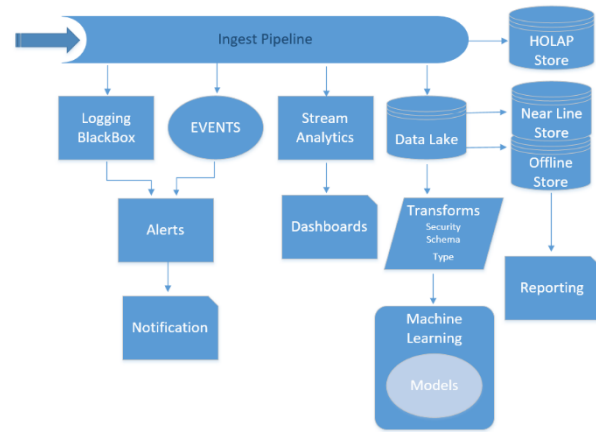 Ingest Pipeline
HOLAP
Store
Logging
BlackBox
EVENTS
Stream
Analytics
Data Lake
Near Line
Store
Offline
Store
Alerts
Dashboards
Transforms
Security
Schema
Type
Notification
Reporting
Machine
Learning
Models